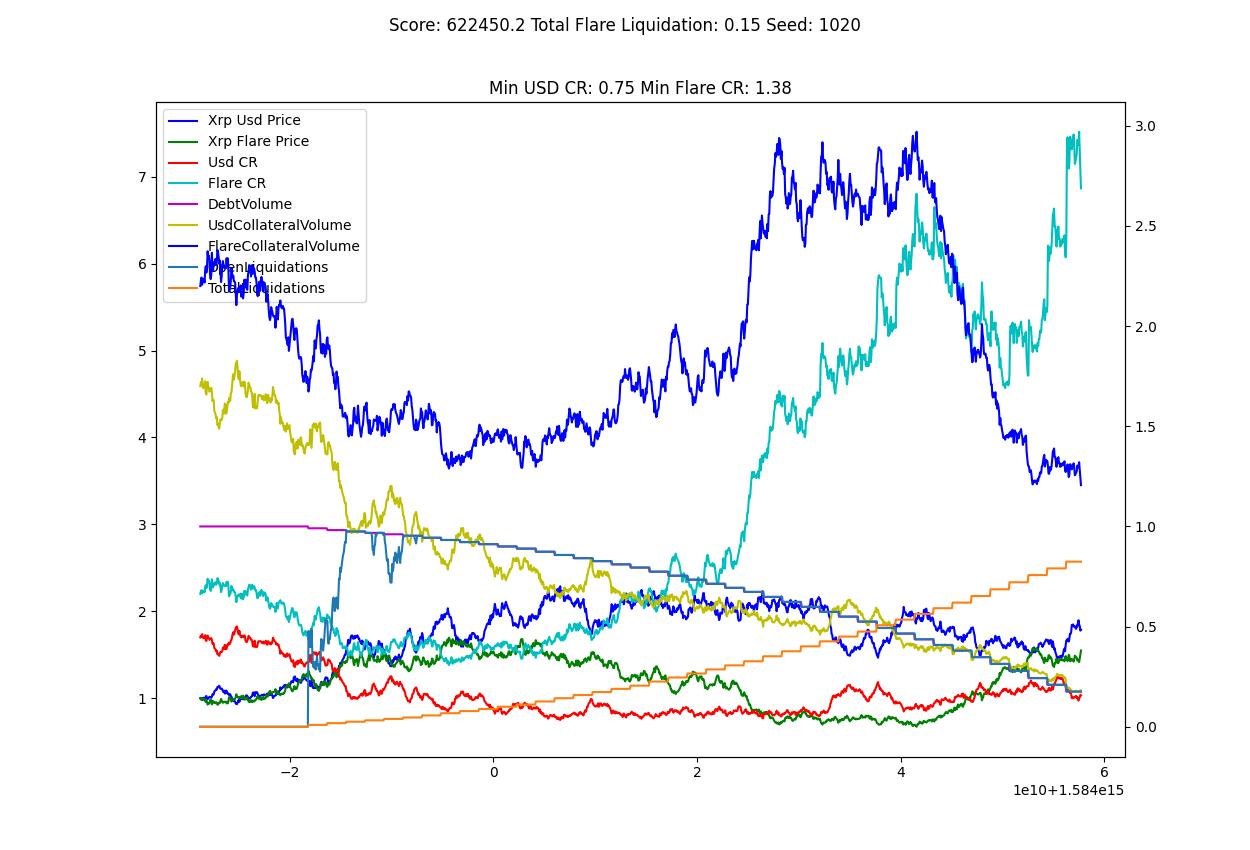 Score: 622450.2 Total Flare Liquidation: 0.15 Seed: 1020
Min USD CR: 0.75 Min Flare CR: 1.38
Xrp Usd Price
Xrp Flare Price
Usd CR
Flare CR
DebtVolume
UsdCollateralVolume
FlareCollateralVolume
OpenLiquidations
TotalLiquidations
7
6
5
4
3
2
1
3.0
2.5
2.0
1.5
1.0
0.5
0.0
−2
0
2
4
6
1e10+1.584e15